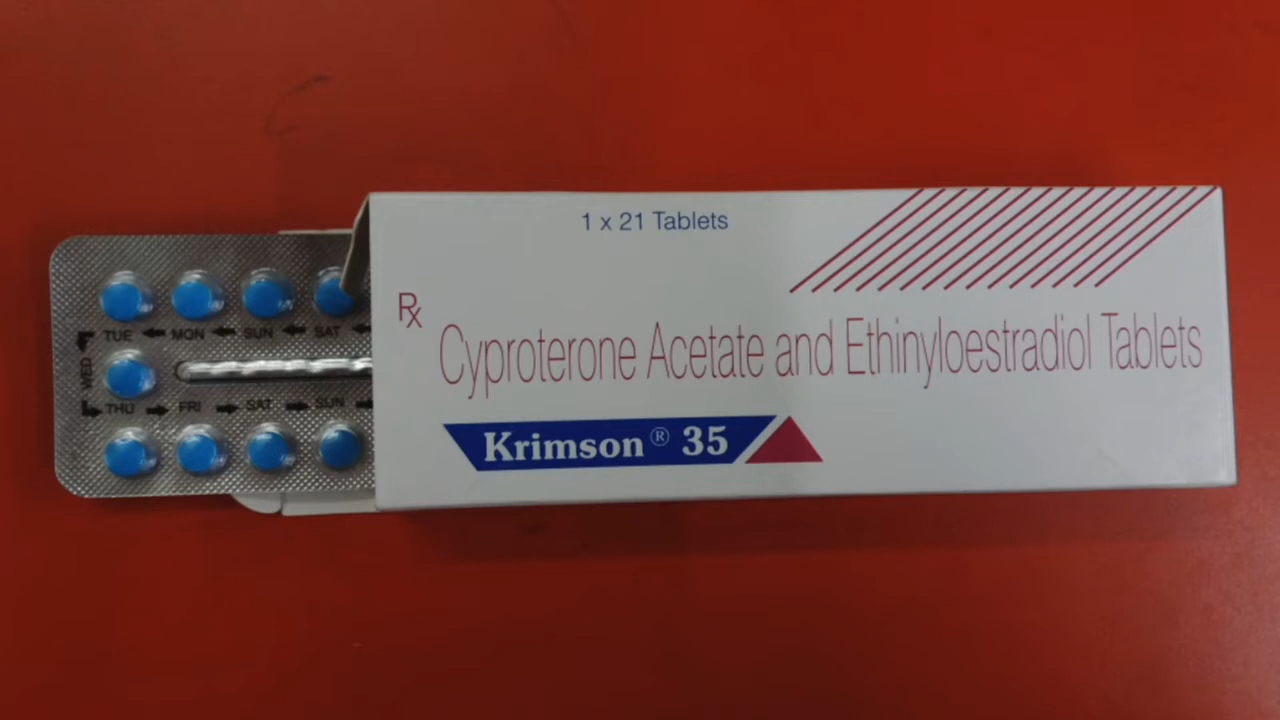 1 x 21 Tablets
Rx
Cyproterone Acetate and Ethinyloestradiol Tablets
Krimson® 35
TUE MON SUN SAT
WED
THU FRI SAT SUN